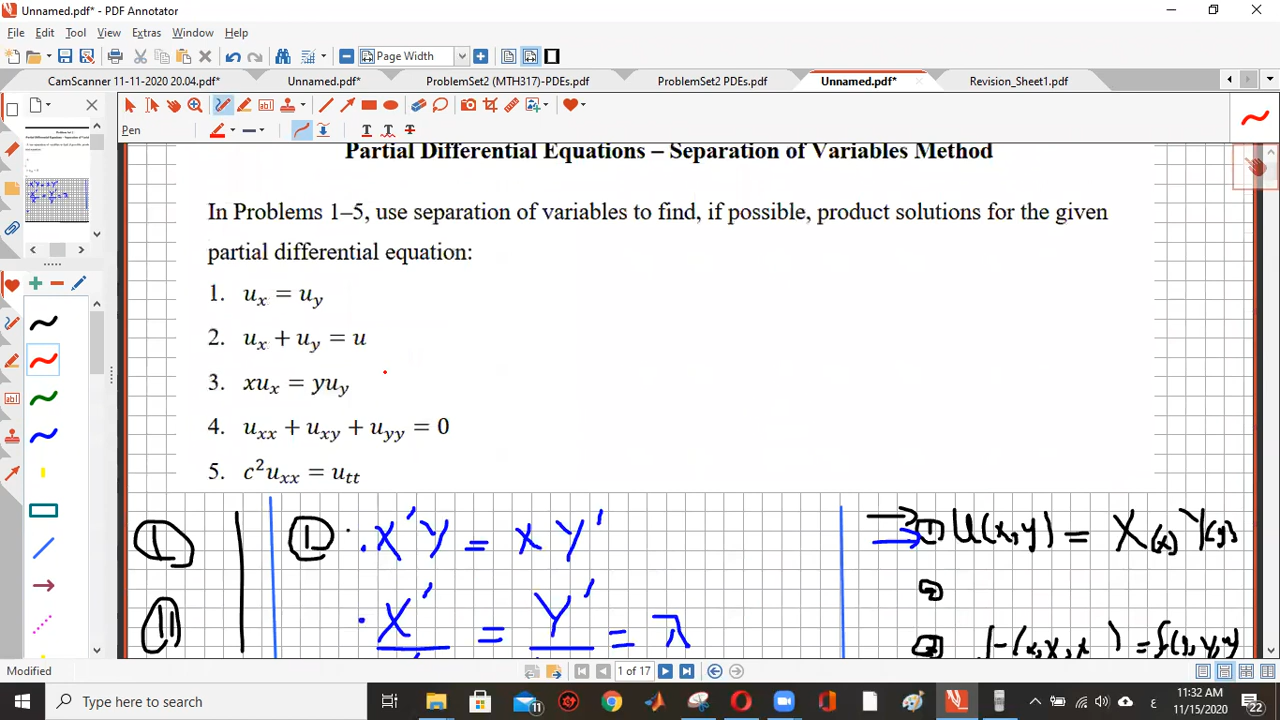 Unnamed.pdf* - PDF Annotator
File Edit Tool View Extras Window Help
Page Width
CamScanner 11-11-2020 20.04.pdf* Unnamed.pdf* ProblemSet2 (MTH317)-PDEs.pdf ProblemSet2 PDEs.pdf Unnamed.pdf* Revision_Sheet1.pdf
Pen
Partial Differential Equations – Separation of Variables Method
In Problems 1–5, use separation of variables to find, if possible, product solutions for the given
partial differential equation:
1. u_x = u_y
2. u_x + u_y = u
3. xu_x = yu_y
4. u_xx + u_xy + u_yy = 0
5. c²u_xx = u_tt
① ① · X'Y = XY' ① U(x,y) = X(x) Y(y)
② · X' = Y' = λ
Modified 1 of 17
Type here to search
11
11:32 AM
11/15/2020
22